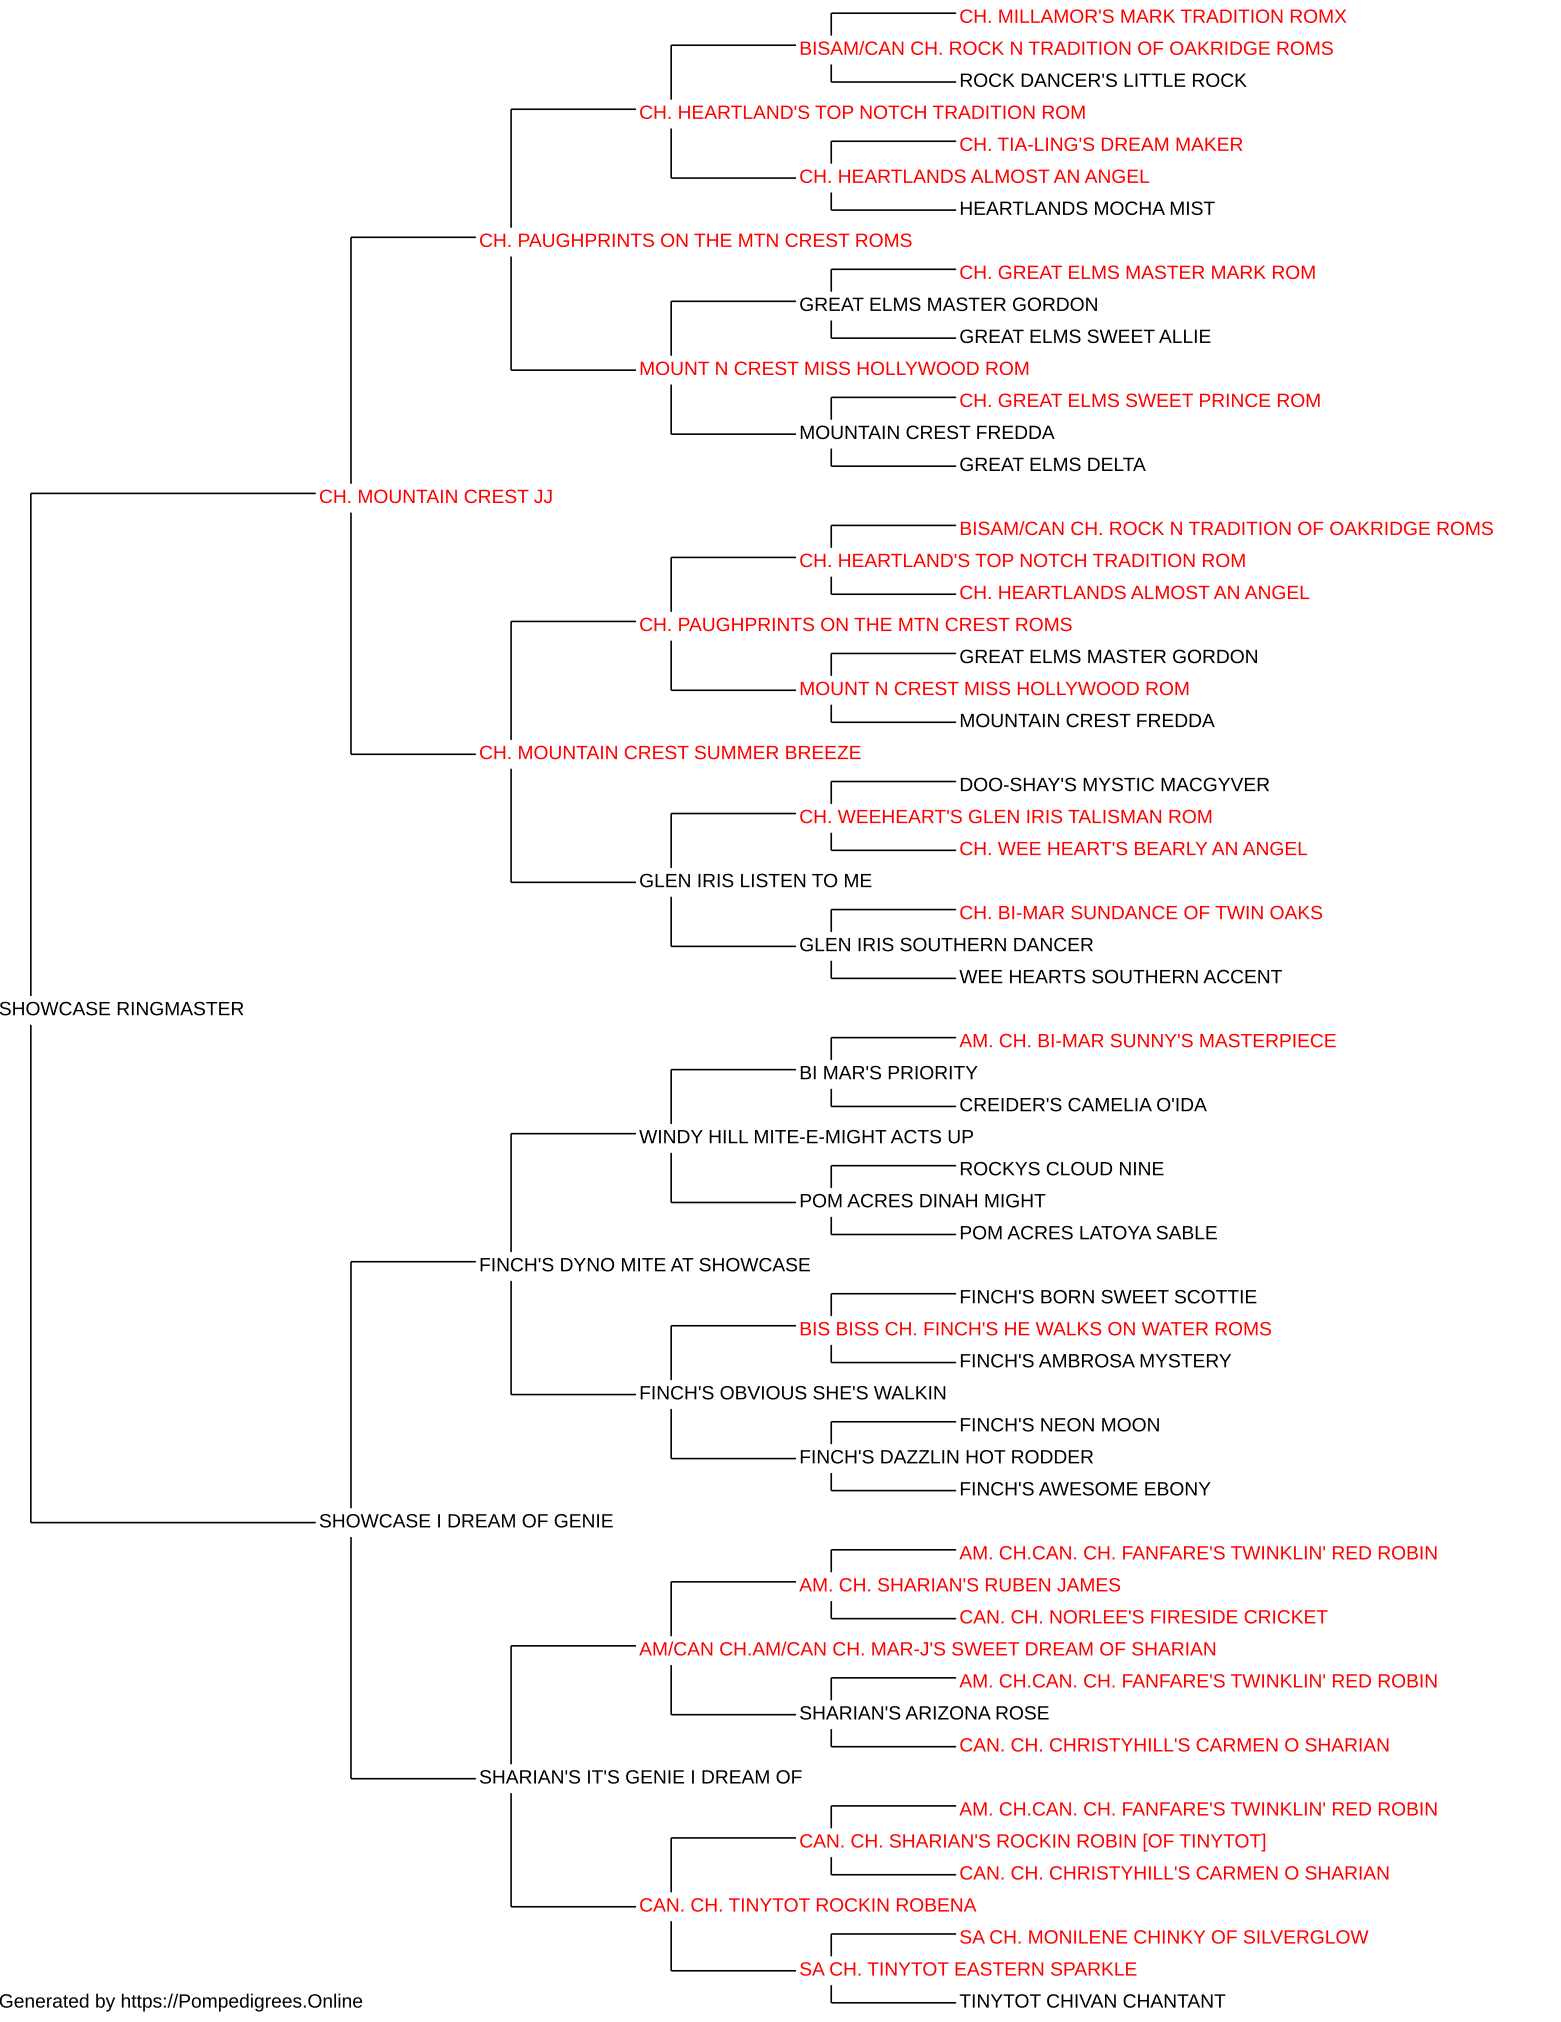 CH. MILLAMOR'S MARK TRADITION ROMX
BISAM/CAN CH. ROCK N TRADITION OF OAKRIDGE ROMS
ROCK DANCER'S LITTLE ROCK
CH. HEARTLAND'S TOP NOTCH TRADITION ROM
CH. TIA-LING'S DREAM MAKER
CH. HEARTLANDS ALMOST AN ANGEL
HEARTLANDS MOCHA MIST
CH. PAUGHPRINTS ON THE MTN CREST ROMS
CH. GREAT ELMS MASTER MARK ROM
GREAT ELMS MASTER GORDON
GREAT ELMS SWEET ALLIE
MOUNT N CREST MISS HOLLYWOOD ROM
CH. GREAT ELMS SWEET PRINCE ROM
MOUNTAIN CREST FREDDA
GREAT ELMS DELTA
CH. MOUNTAIN CREST JJ
BISAM/CAN CH. ROCK N TRADITION OF OAKRIDGE ROMS
CH. HEARTLAND'S TOP NOTCH TRADITION ROM
CH. HEARTLANDS ALMOST AN ANGEL
CH. PAUGHPRINTS ON THE MTN CREST ROMS
GREAT ELMS MASTER GORDON
MOUNT N CREST MISS HOLLYWOOD ROM
MOUNTAIN CREST FREDDA
CH. MOUNTAIN CREST SUMMER BREEZE
DOO-SHAY'S MYSTIC MACGYVER
CH. WEEHEART'S GLEN IRIS TALISMAN ROM
CH. WEE HEART'S BEARLY AN ANGEL
GLEN IRIS LISTEN TO ME
CH. BI-MAR SUNDANCE OF TWIN OAKS
GLEN IRIS SOUTHERN DANCER
WEE HEARTS SOUTHERN ACCENT
SHOWCASE RINGMASTER
AM. CH. BI-MAR SUNNY'S MASTERPIECE
BI MAR'S PRIORITY
CREIDER'S CAMELIA O'IDA
WINDY HILL MITE-E-MIGHT ACTS UP
ROCKYS CLOUD NINE
POM ACRES DINAH MIGHT
POM ACRES LATOYA SABLE
FINCH'S DYNO MITE AT SHOWCASE
FINCH'S BORN SWEET SCOTTIE
BIS BISS CH. FINCH'S HE WALKS ON WATER ROMS
FINCH'S AMBROSA MYSTERY
FINCH'S OBVIOUS SHE'S WALKIN
FINCH'S NEON MOON
FINCH'S DAZZLIN HOT RODDER
FINCH'S AWESOME EBONY
SHOWCASE I DREAM OF GENIE
AM. CH.CAN. CH. FANFARE'S TWINKLIN' RED ROBIN
AM. CH. SHARIAN'S RUBEN JAMES
CAN. CH. NORLEE'S FIRESIDE CRICKET
AM/CAN CH.AM/CAN CH. MAR-J'S SWEET DREAM OF SHARIAN
AM. CH.CAN. CH. FANFARE'S TWINKLIN' RED ROBIN
SHARIAN'S ARIZONA ROSE
CAN. CH. CHRISTYHILL'S CARMEN O SHARIAN
SHARIAN'S IT'S GENIE I DREAM OF
AM. CH.CAN. CH. FANFARE'S TWINKLIN' RED ROBIN
CAN. CH. SHARIAN'S ROCKIN ROBIN [OF TINYTOT]
CAN. CH. CHRISTYHILL'S CARMEN O SHARIAN
CAN. CH. TINYTOT ROCKIN ROBENA
SA CH. MONILENE CHINKY OF SILVERGLOW
SA CH. TINYTOT EASTERN SPARKLE
TINYTOT CHIVAN CHANTANT
Generated by https://Pompedigrees.Online